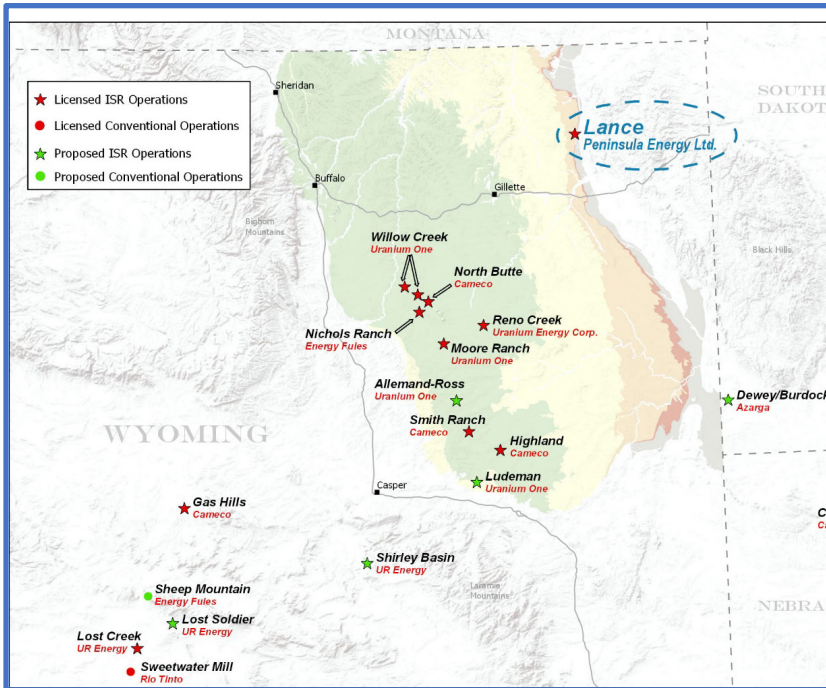 MONTANA
Sheridan
SOUTH
DAKOTA
Licensed ISR Operations
Licensed Conventional Operations
Proposed ISR Operations
Proposed Conventional Operations
Lance
Peninsula Energy Ltd.
Buffalo
Gillette
Bighorn
Mountains
Black Hills
Willow Creek
Uranium One
North Butte
Cameco
Nichols Ranch
Energy Fules
Reno Creek
Uranium Energy Corp.
Moore Ranch
Uranium One
Allemand-Ross
Uranium One
Dewey/Burdock
Azarga
Smith Ranch
Cameco
WYOMING
Highland
Cameco
Ludeman
Uranium One
Casper
Gas Hills
Cameco
C
Ca
Shirley Basin
UR Energy
Laramie
Mountains
Sheep Mountain
Energy Fules
Lost Soldier
UR Energy
NEBRA
Lost Creek
UR Energy
Sweetwater Mill
Rio Tinto